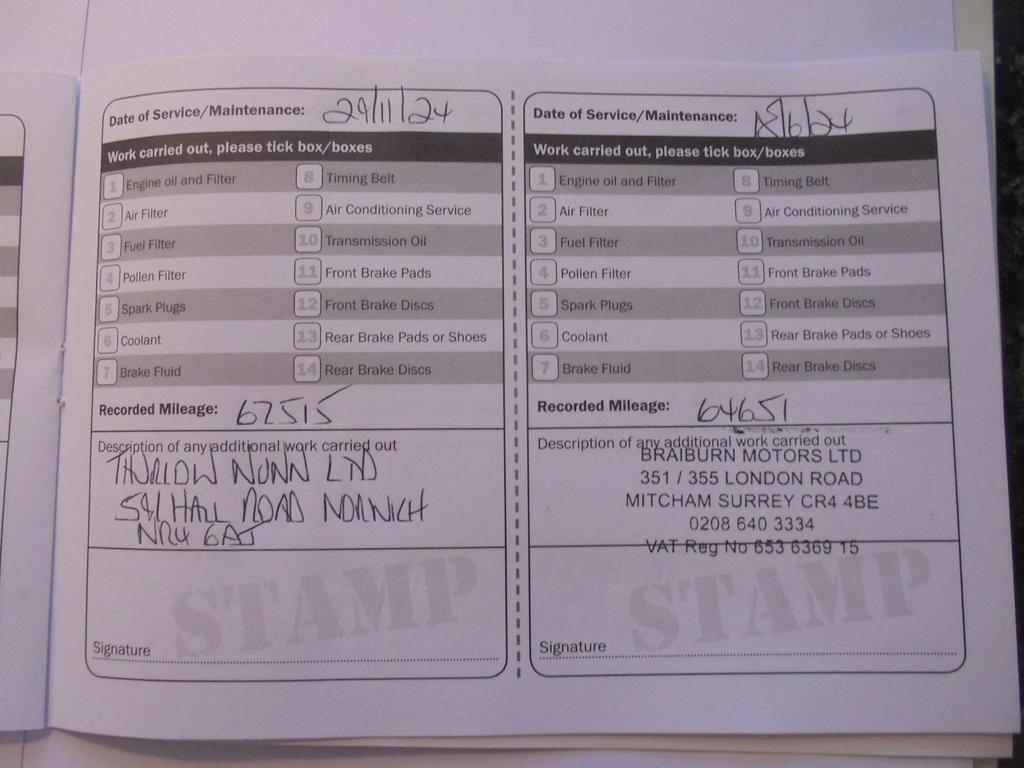 Date of Service/Maintenance: 29/11/24
Work carried out, please tick box/boxes
1 Engine oil and Filter
2 Air Filter
3 Fuel Filter
4 Pollen Filter
5 Spark Plugs
6 Coolant
7 Brake Fluid
8 Timing Belt
9 Air Conditioning Service
10 Transmission Oil
11 Front Brake Pads
12 Front Brake Discs
13 Rear Brake Pads or Shoes
14 Rear Brake Discs
Recorded Mileage: 62515
Description of any additional work carried out
THURLOW NUNN LTD
541 HALL ROAD NORWICH
NR4 6AJ
STAMP
Signature
Date of Service/Maintenance: 18/6/24
Work carried out, please tick box/boxes
1 Engine oil and Filter
2 Air Filter
3 Fuel Filter
4 Pollen Filter
5 Spark Plugs
6 Coolant
7 Brake Fluid
8 Timing Belt
9 Air Conditioning Service
10 Transmission Oil
11 Front Brake Pads
12 Front Brake Discs
13 Rear Brake Pads or Shoes
14 Rear Brake Discs
Recorded Mileage: 64651
Description of any additional work carried out
BRAIBURN MOTORS LTD
351 / 355 LONDON ROAD
MITCHAM SURREY CR4 4BE
0208 640 3334
VAT Reg No 653 6369 15
STAMP
Signature